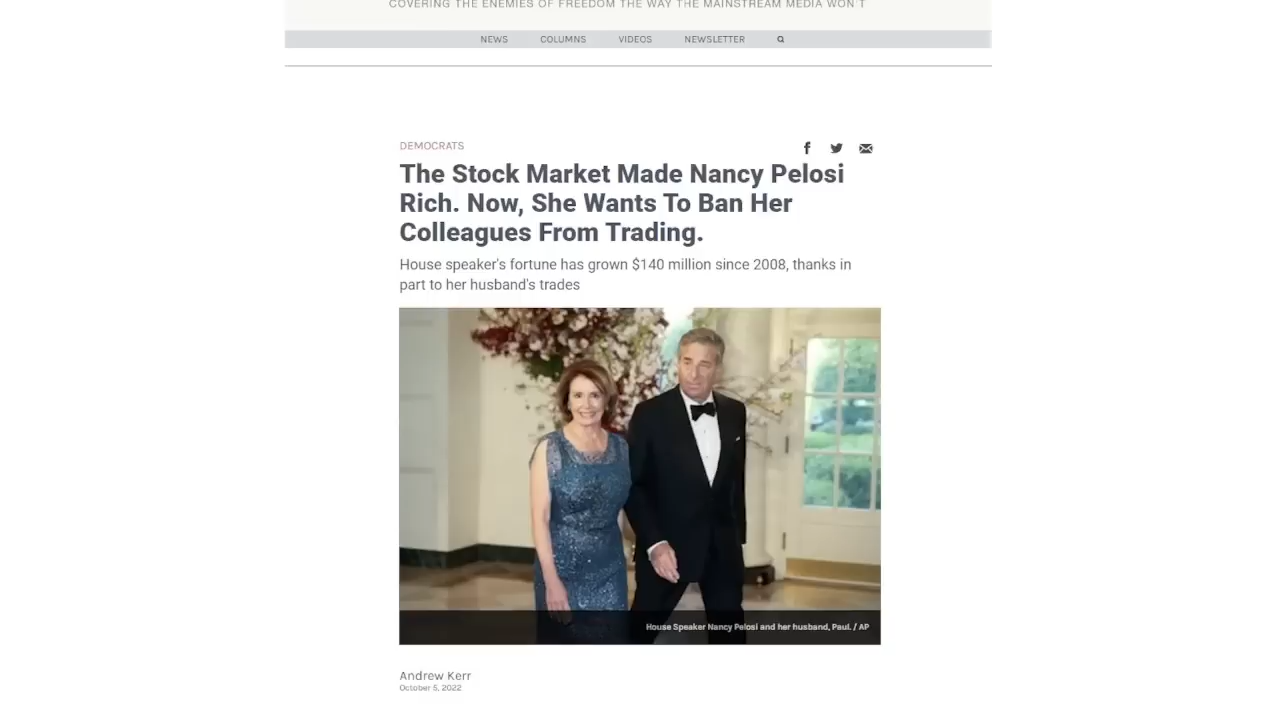 COVERING THE ENEMIES OF FREEDOM THE WAY THE MAINSTREAM MEDIA WON'T
NEWS COLUMNS VIDEOS NEWSLETTER
DEMOCRATS
The Stock Market Made Nancy Pelosi
Rich. Now, She Wants To Ban Her
Colleagues From Trading.
House speaker's fortune has grown $140 million since 2008, thanks in
part to her husband's trades
House Speaker Nancy Pelosi and her husband, Paul. / AP
Andrew Kerr
October 5, 2022